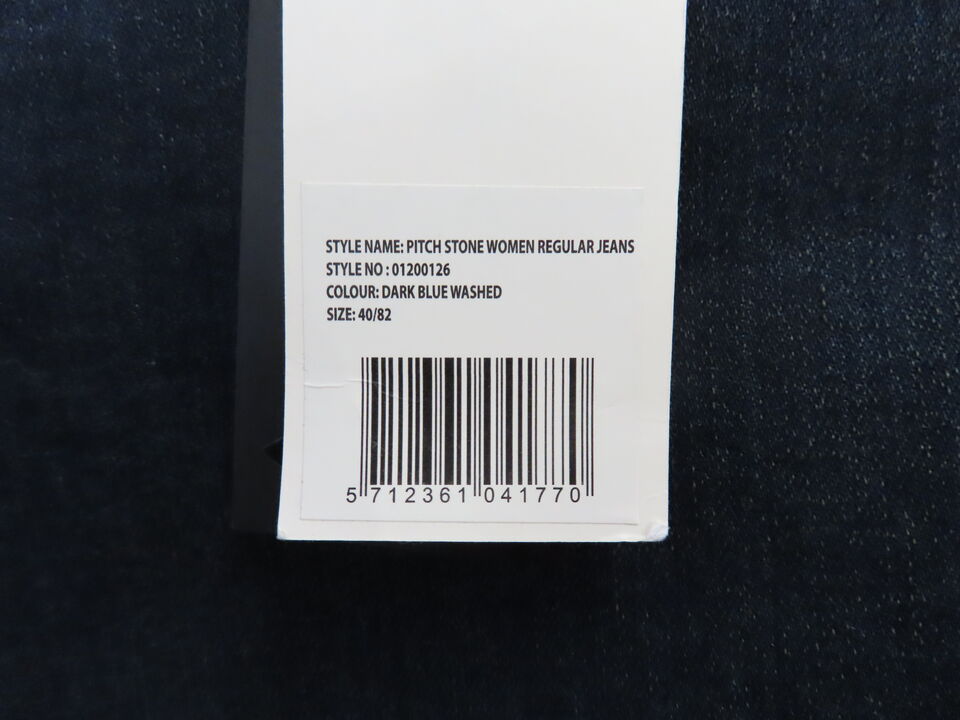 STYLE NAME: PITCH STONE WOMEN REGULAR JEANS
STYLE NO : 01200126
COLOUR: DARK BLUE WASHED
SIZE: 40/82
5 712361 041770